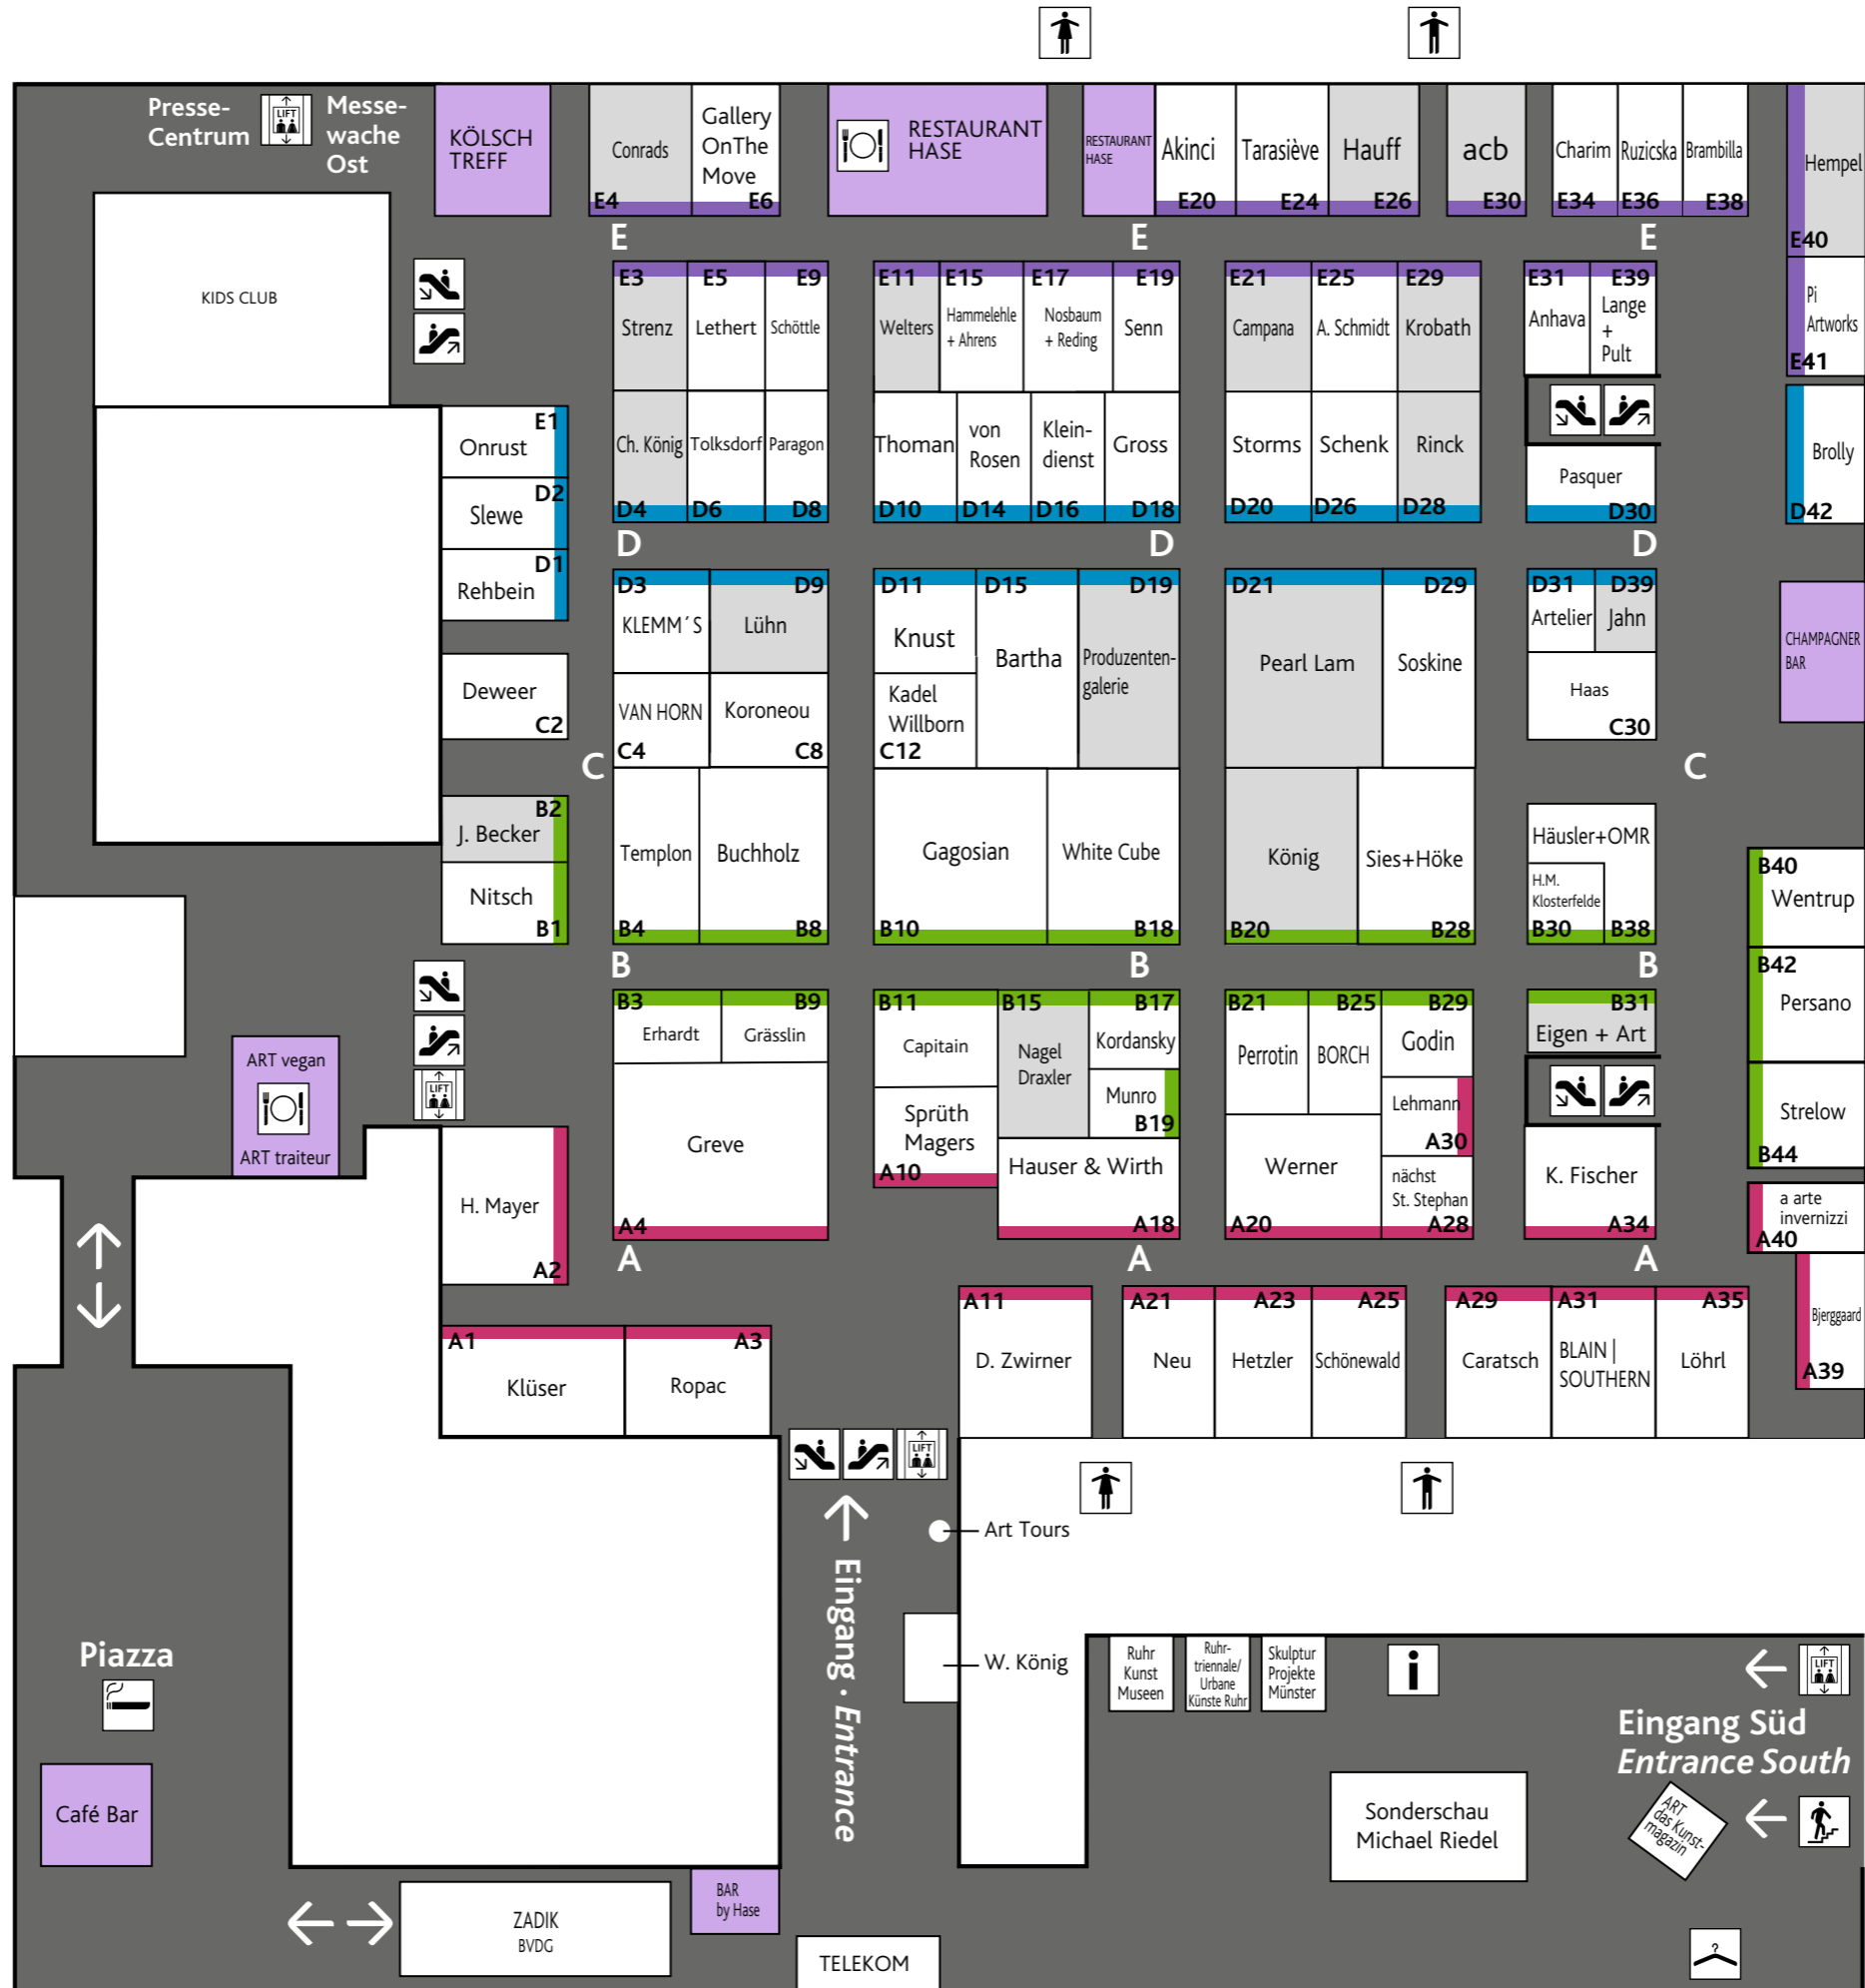 Presse-
Centrum
LIFT
Messe-
wache
Ost
KÖLSCH
TREFF
Conrads
E4
Gallery
OnThe
Move
E6
RESTAURANT
HASE
RESTAURANT
HASE
Akinci
E20
Tarasiève
E24
Hauff
E26
acb
E30
Charim
E34
Ruzicska
E36
Brambilla
E38
Hempel
E40
E
E
E
KIDS CLUB
E3
Strenz
E5
Lethert
E9
Schöttle
E11
Welters
E15
Hammelehle
+ Ahrens
E17
Nosbaum
+ Reding
E19
Senn
E21
Campana
E25
A. Schmidt
E29
Krobath
E31
Anhava
E39
Lange
+
Pult
Pi
Artworks
E41
E1
Onrust
D2
Slewe
D1
Rehbein
Ch. König
D4
Tolksdorf
D6
Paragon
D8
Thoman
D10
von
Rosen
D14
Klein-
dienst
D16
Gross
D18
Storms
D20
Schenk
D26
Rinck
D28
Pasquer
D30
Brolly
D42
D
D
D
D3
KLEMM´S
D9
Lühn
D11
Knust
D15
Bartha
D19
Produzenten-
galerie
D21
Pearl Lam
D29
Soskine
D31
Artelier
D39
Jahn
CHAMPAGNER
BAR
Deweer
C2
VAN HORN
C4
Koroneou
C8
Kadel
Willborn
C12
Haas
C30
C
C
B2
J. Becker
Nitsch
B1
Templon
B4
Buchholz
B8
Gagosian
B10
White Cube
B18
König
B20
Sies+Höke
B28
Häusler+OMR
H.M.
Klosterfelde
B30
B38
B40
Wentrup
B
B
B
B42
Persano
B3
Erhardt
B9
Grässlin
B11
Capitain
B15
Nagel
Draxler
B17
Kordansky
Munro
B19
B21
Perrotin
B25
BORCH
B29
Godin
B31
Eigen + Art
Strelow
B44
ART vegan
ART traiteur
LIFT
H. Mayer
A2
Greve
A4
Sprüth
Magers
A10
Hauser & Wirth
A18
Werner
A20
Lehmann
A30
nächst
St. Stephan
A28
K. Fischer
A34
a arte
invernizzi
A40
A
A
A
Bjerggaard
A39
A1
Klüser
A3
Ropac
A11
D. Zwirner
A21
Neu
A23
Hetzler
A25
Schönewald
A29
Caratsch
A31
BLAIN |
SOUTHERN
A35
Löhrl
LIFT
Eingang · Entrance
Art Tours
W. König
Ruhr
Kunst
Museen
Ruhr-
triennale/
Urbane
Künste Ruhr
Skulptur
Projekte
Münster
i
LIFT
Eingang Süd
Entrance South
Piazza
Café Bar
Sonderschau
Michael Riedel
ART
das Kunst-
magazin
BAR
by Hase
ZADIK
BVDG
TELEKOM
?